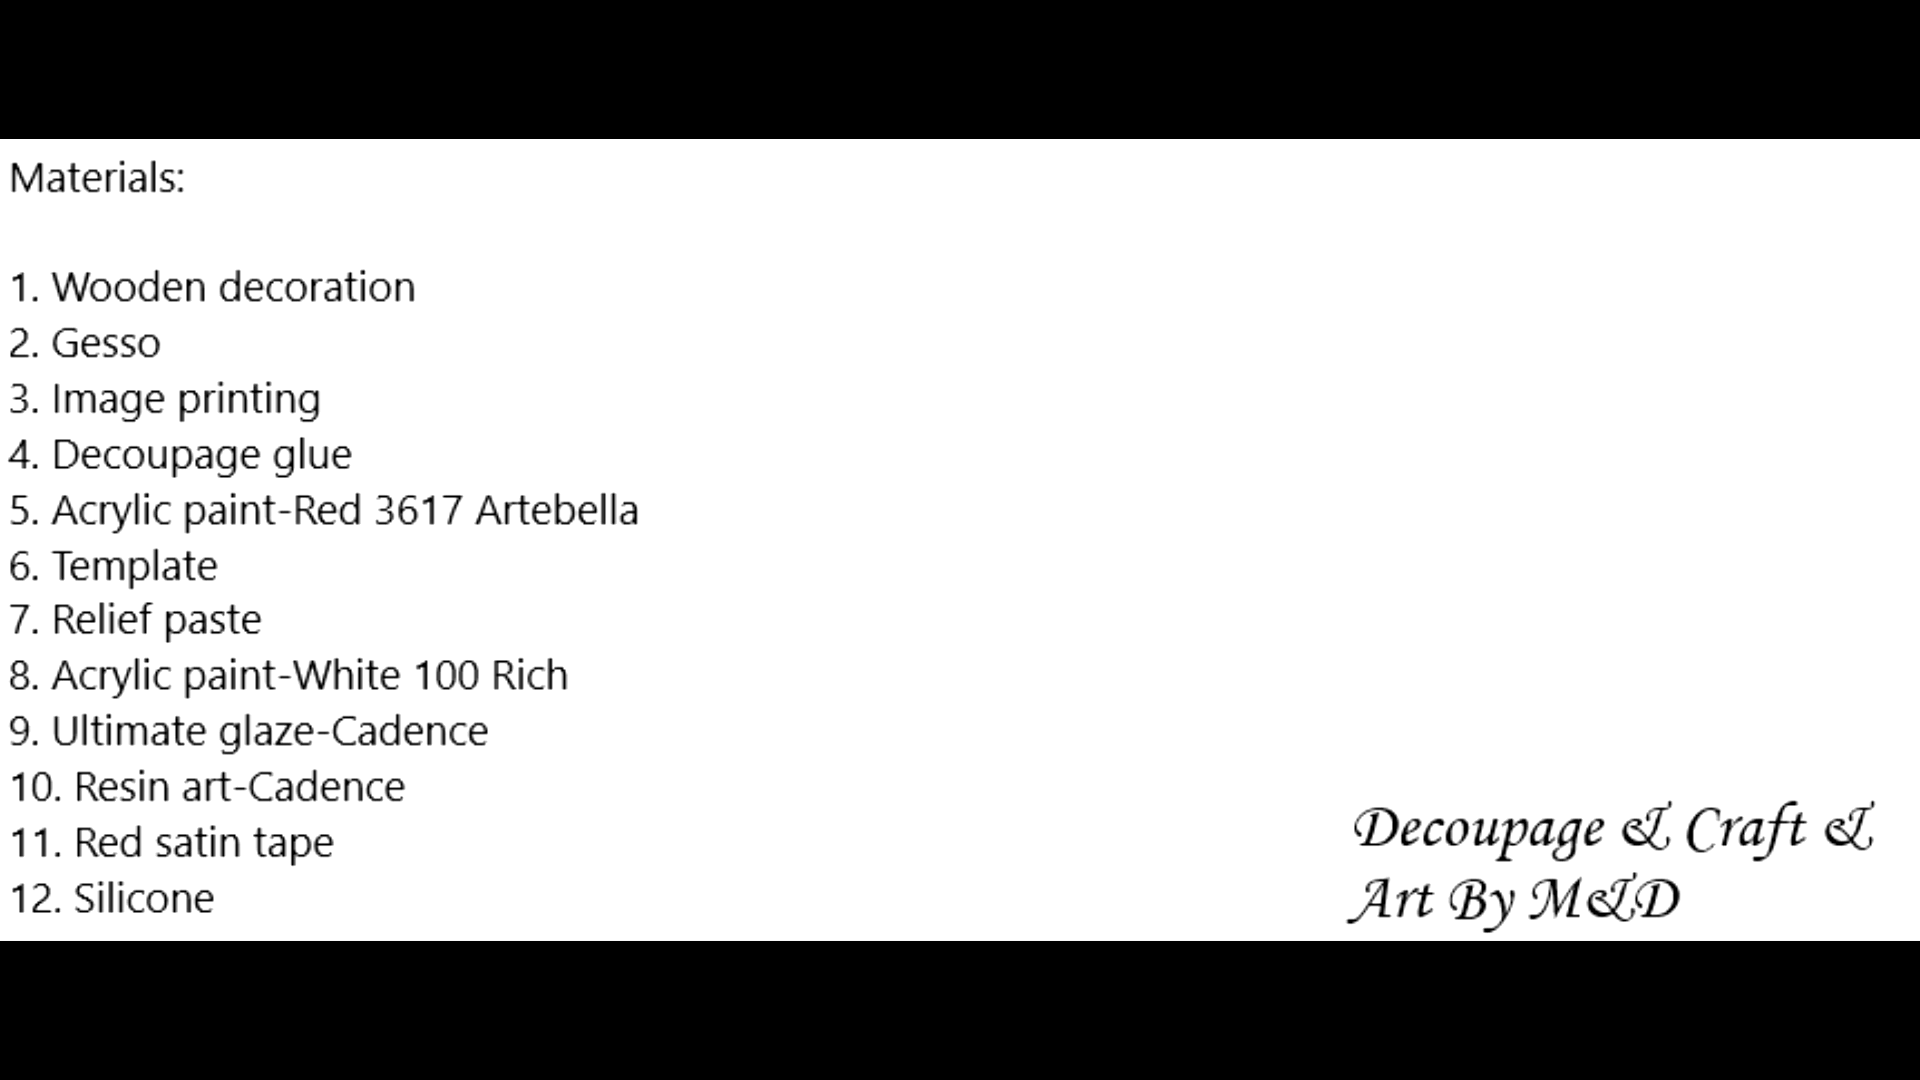 Materials:
1. Wooden decoration
2. Gesso
3. Image printing
4. Decoupage glue
5. Acrylic paint-Red 3617 Artebella
6. Template
7. Relief paste
8. Acrylic paint-White 100 Rich
9. Ultimate glaze-Cadence
10. Resin art-Cadence
11. Red satin tape
12. Silicone
Decoupage & Craft &
Art By M&D